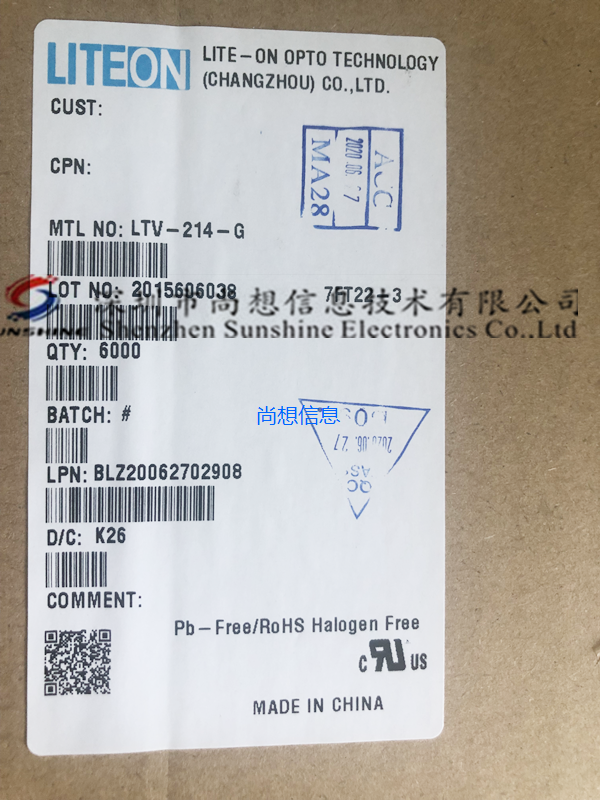 LITEON
LITE-ON OPTO TECHNOLOGY
(CHANGZHOU) CO.,LTD.
CUST:
CPN:
ACC
2020.06.27
MA28
MTL NO: LTV-214-G
LOT NO: 2015606038
深圳市尚想信息技术有限公司
SUNSHINE
Shenzhen Sunshine Electronics Co.,Ltd
QTY: 6000
BATCH: #
尚想信息
2020.06.27
QC
LPN: BLZ20062702908
D/C: K26
COMMENT:
Pb-Free/RoHS Halogen Free
C RU US
MADE IN CHINA